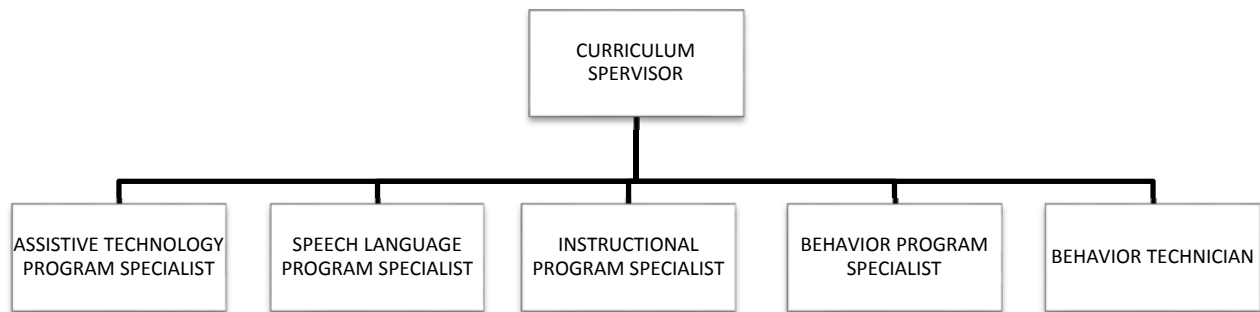 CURRICULUM
SPERVISOR
ASSISTIVE TECHNOLOGY
PROGRAM SPECIALIST
SPEECH LANGUAGE
PROGRAM SPECIALIST
INSTRUCTIONAL
PROGRAM SPECIALIST
BEHAVIOR PROGRAM
SPECIALIST
BEHAVIOR TECHNICIAN